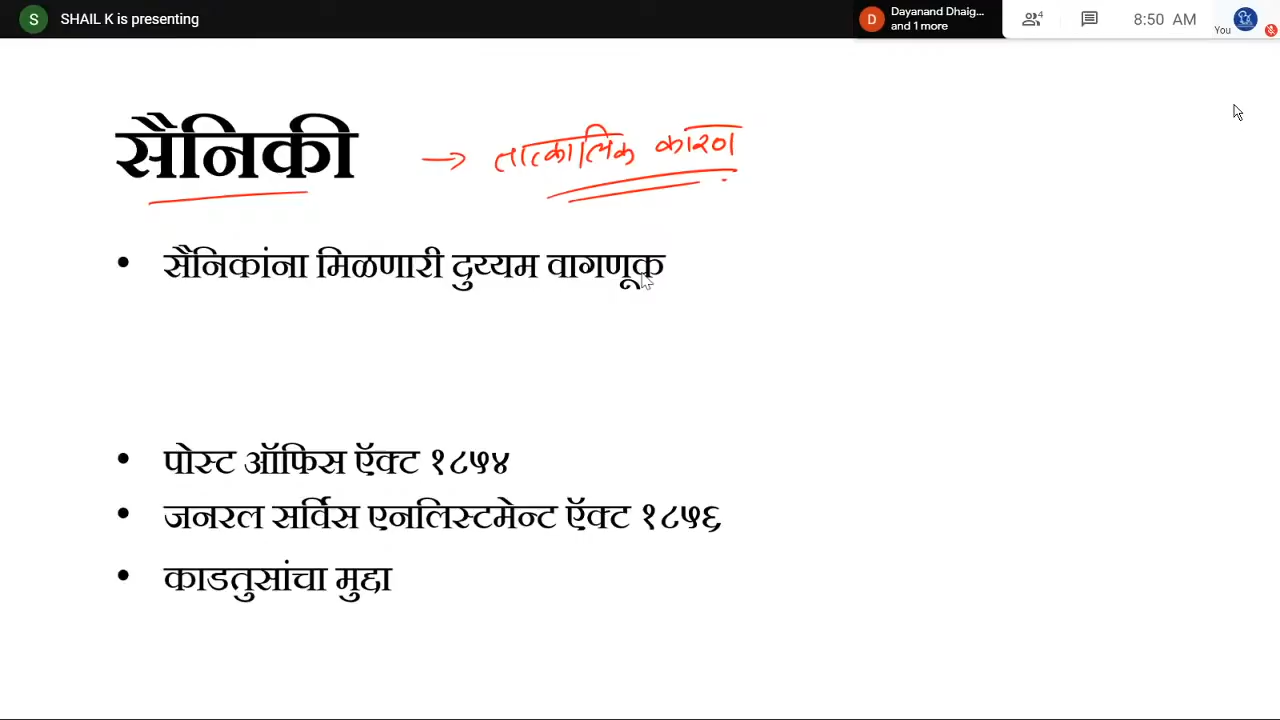 S SHAIL K is presenting
D Dayanand Dhaig...
and 1 more
4
8:50 AM
You
सैनिकी → तात्कालिक कारण
• सैनिकांना मिळणारी दुय्यम वागणूक
• पोस्ट ऑफिस ऍक्ट १८५४
• जनरल सर्विस एनलिस्टमेन्ट ऍक्ट १८५६
• काडतुसांचा मुद्दा